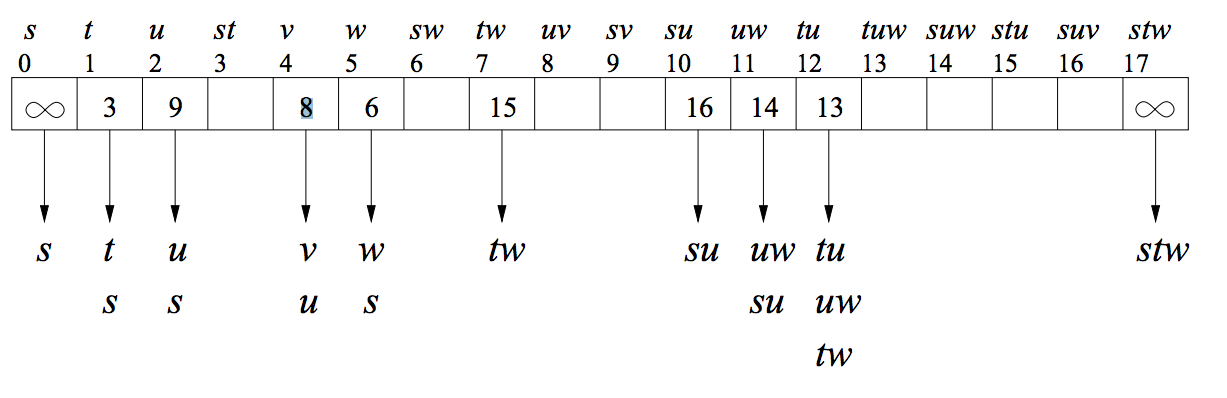 s t u st v w sw tw uv sv su uw tu tuw suw stu suv stw
0 1 2 3 4 5 6 7 8 9 10 11 12 13 14 15 16 17
∞ 3 9 8 6 15 16 14 13 ∞
s t u v w tw su uw tu stw
s s u s su uw
tw